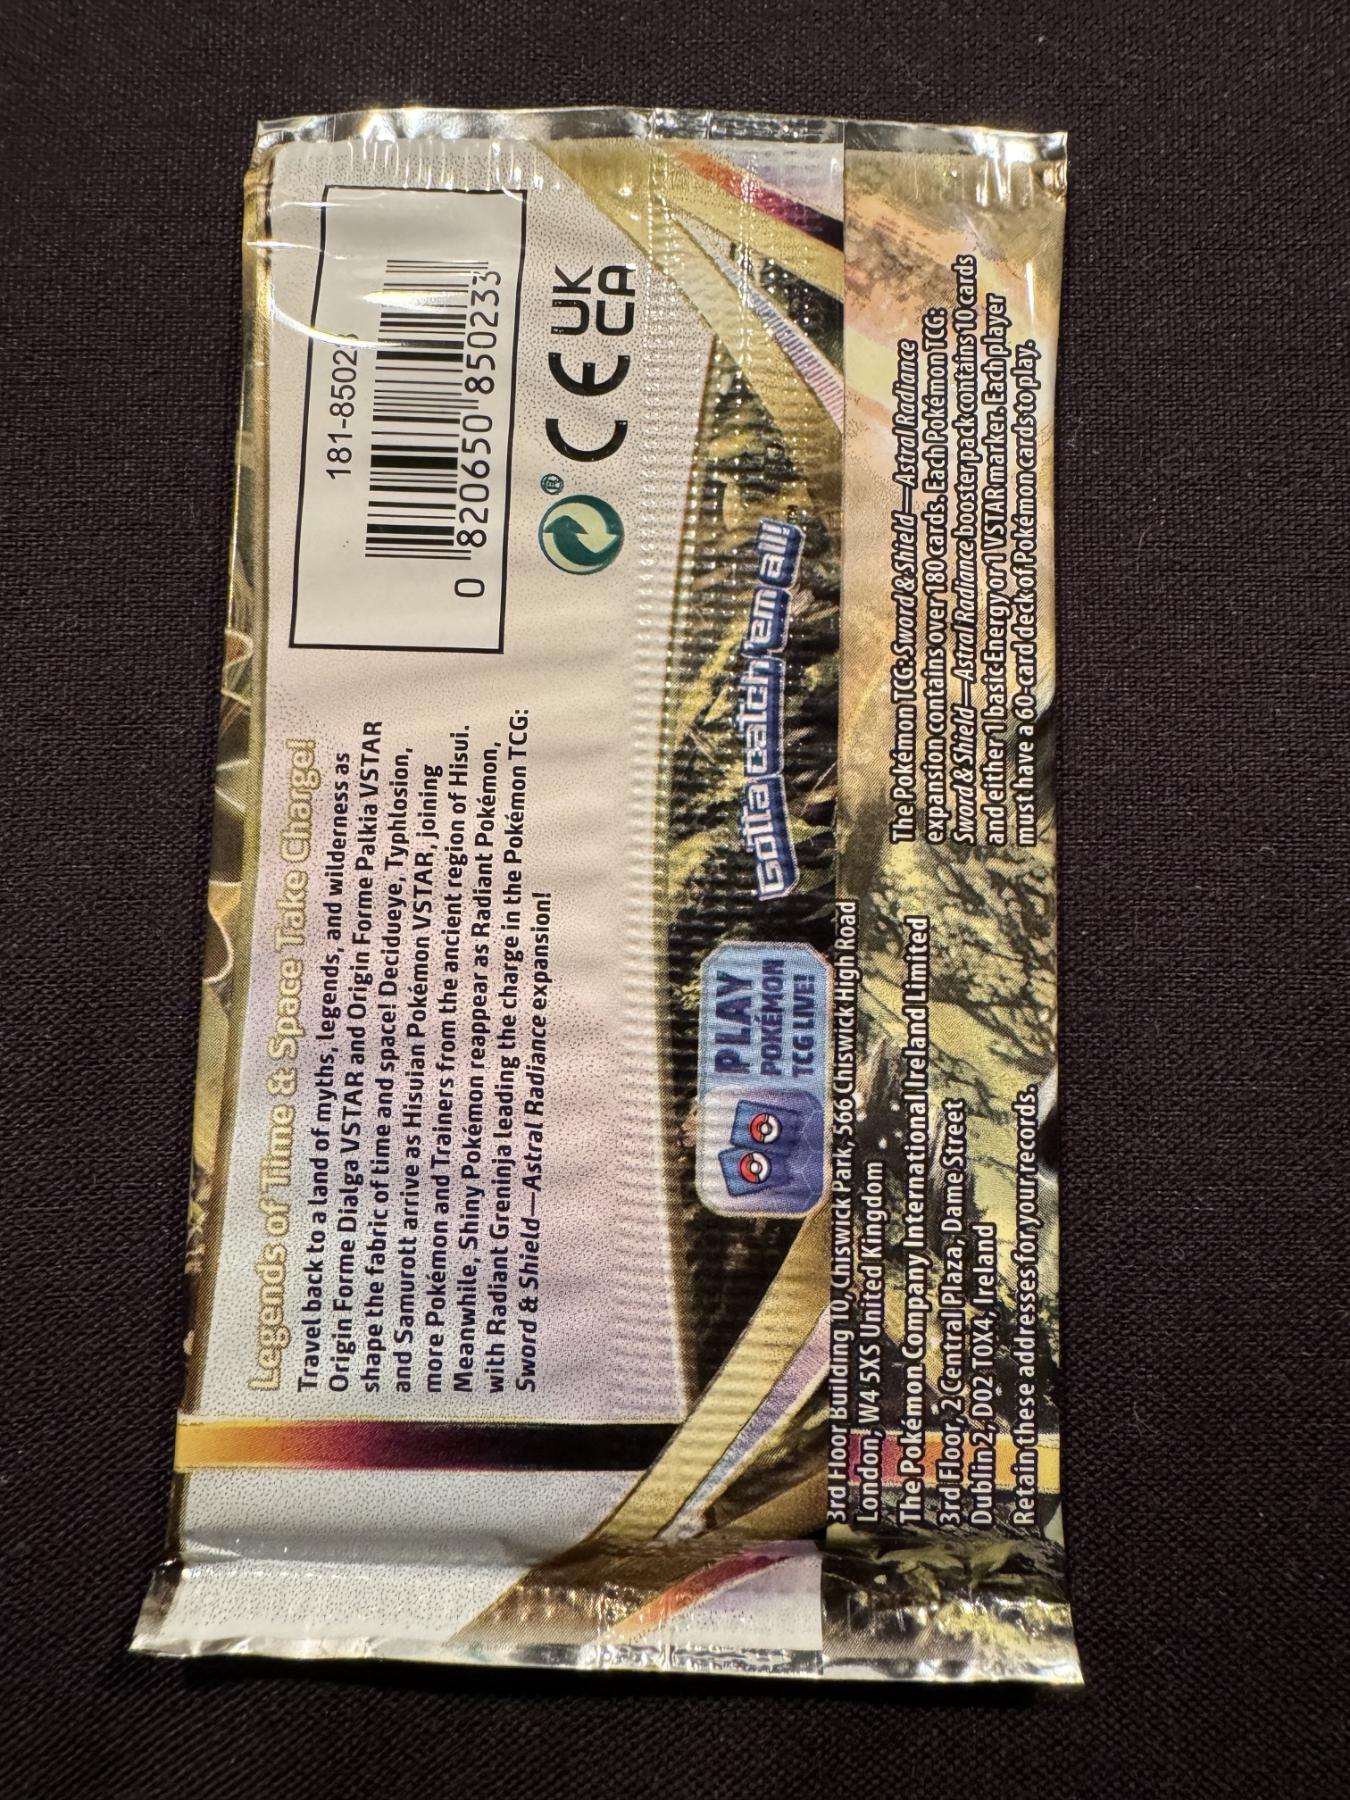 Legends of Time & Space Take Charge!
Travel back to a land of myths, legends, and wilderness as
Origin Forme Dialga VSTAR and Origin Forme Palkia VSTAR
shape the fabric of time and space! Decidueye, Typhlosion,
and Samurott arrive as Hisuian Pokémon VSTAR, joining
more Pokémon and Trainers from the ancient region of Hisui.
Meanwhile, Shiny Pokémon reappear as Radiant Pokémon,
with Radiant Greninja leading the charge in the Pokémon TCG:
Sword & Shield—Astral Radiance expansion!
181-8502
0 820650 850233
CE UK
CA
PLAY
POKÉMON
TCG LIVE!
Gotta catch 'em all!
3rd Floor Building 10, Chiswick Park, 566 Chiswick High Road
London, W4 5XS United Kingdom
The Pokémon Company International Ireland Limited
3rd Floor, 2 Central Plaza, Dame Street
Dublin 2, D02 T0X4, Ireland
Retain these addresses for your records.
The Pokémon TCG: Sword & Shield—Astral Radiance
expansion contains over 180 cards. Each Pokémon TCG:
Sword & Shield—Astral Radiance booster pack contains 10 cards
and either 1 basic Energy or 1 VSTAR marker. Each player
must have a 60-card deck of Pokémon cards to play.